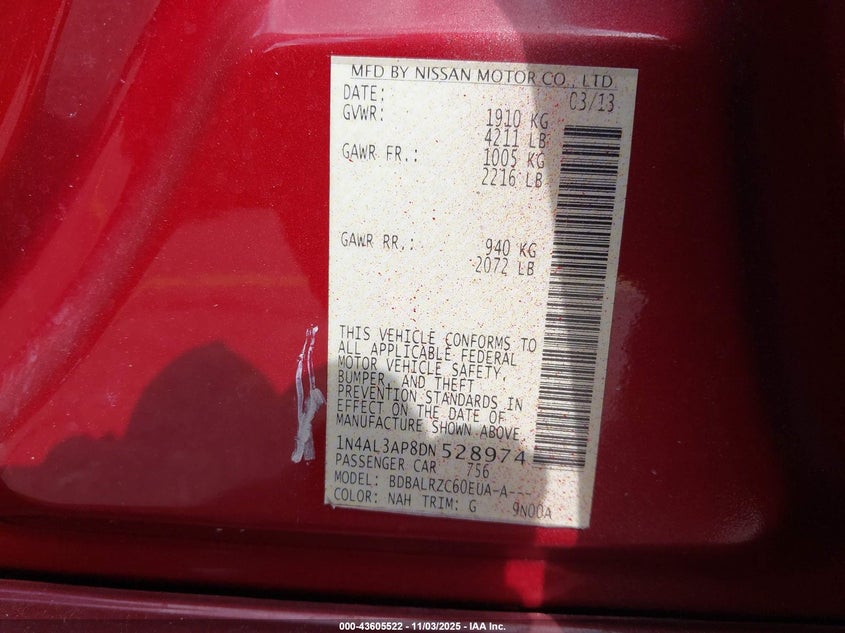 MFD BY NISSAN MOTOR CO., LTD
DATE: 03/13
GVWR: 1910 KG
4211 LB
GAWR FR.: 1005 KG
2216 LB
GAWR RR.: 940 KG
2072 LB
THIS VEHICLE CONFORMS TO
ALL APPLICABLE FEDERAL
MOTOR VEHICLE SAFETY,
BUMPER, AND THEFT
PREVENTION STANDARDS IN
EFFECT ON THE DATE OF
MANUFACTURE SHOWN ABOVE.
1N4AL3AP8DN528974
PASSENGER CAR 756
MODEL: BDBALRZC60EUA-A---
COLOR: NAH TRIM: G 9N00A
000-43605522 - 11/03/2025 - IAA Inc.